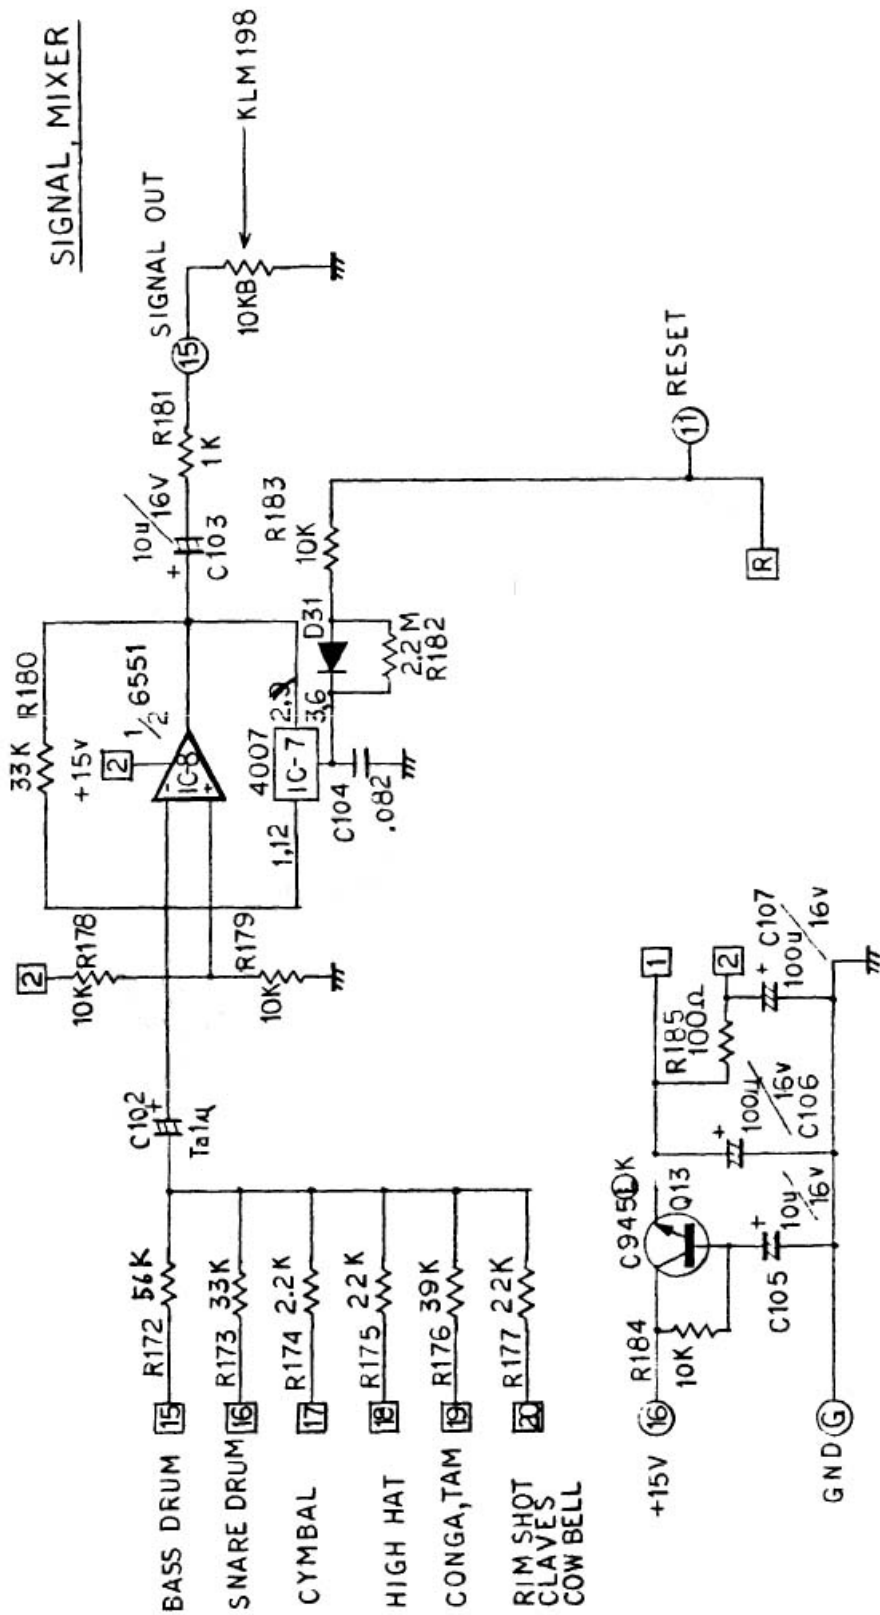 SIGNAL, MIXER
BASS DRUM
15
R172
56K
SNARE DRUM
16
R173
33K
CYMBAL
17
R174
2.2K
HIGH HAT
18
R175
22K
CONGA, TAM
19
R176
39K
RIM SHOT
CLAVES
COW BELL
20
R177
22K
C102
+
Ta1μ
2
10K
R178
10K
R179
33K
R180
+15V
2
1/2 6551
-
+
IC-8
4007
IC-7
1,12
2,9
3,6
C104
.082
D31
2.2M
R182
R183
10K
10u/16V
+
C103
R181
1K
15
SIGNAL OUT
10KB
KLM198
11
RESET
R
+15V
16
R184
10K
C945
K
Q13
C105
+
10u/16V
+
100μ/16V
C106
R185
100Ω
1
2
+
C107
100u/16V
GND
G